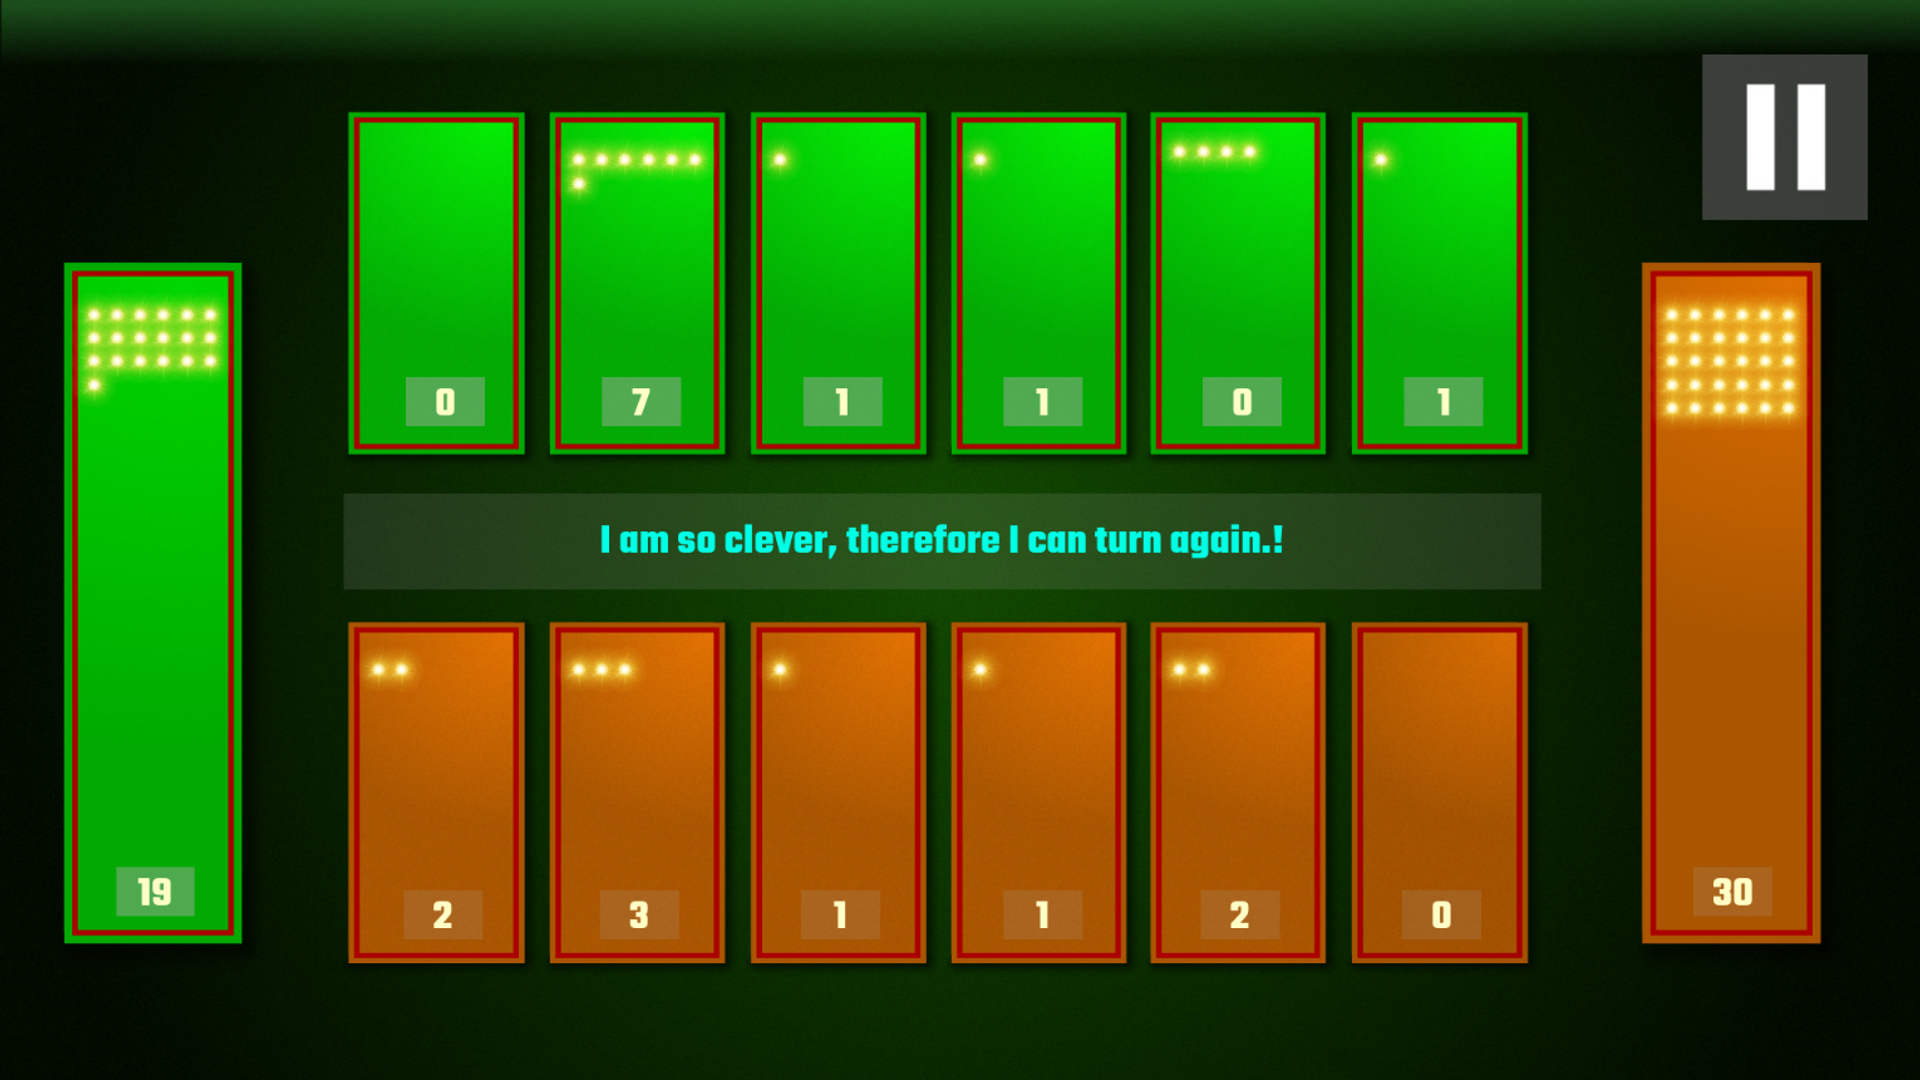 0 7 1 1 0 1
I am so clever, therefore I can turn again.!
19
30
2 3 1 1 2 0